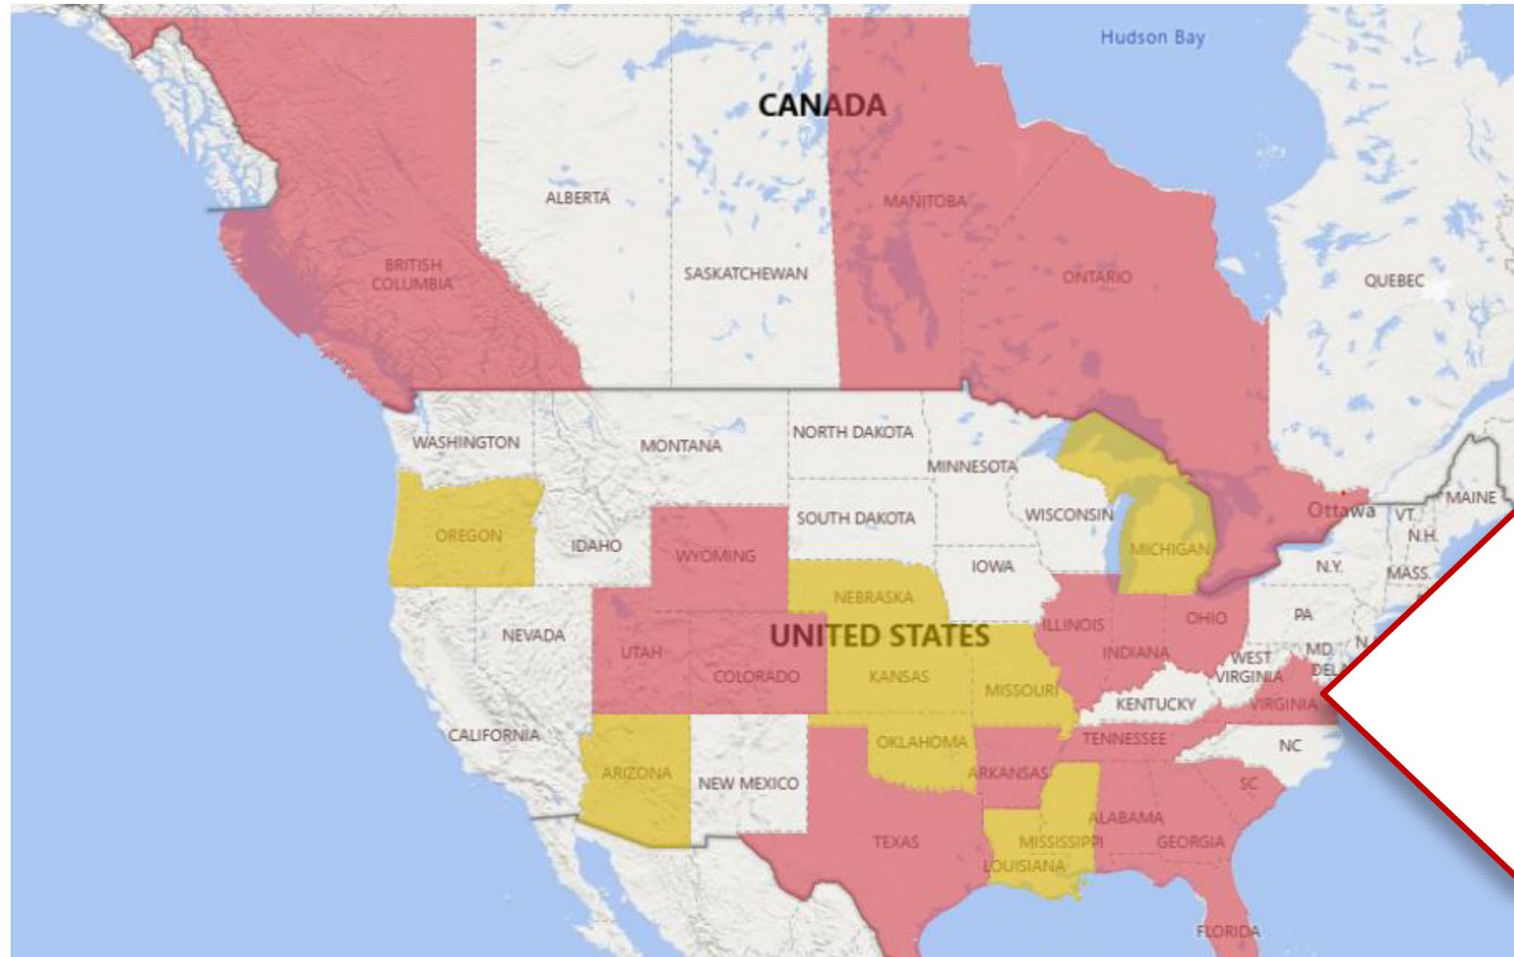 Hudson Bay
CANADA
ALBERTA
MANITOBA
BRITISH
COLUMBIA
SASKATCHEWAN
ONTARIO
QUEBEC
WASHINGTON
MONTANA
NORTH DAKOTA
MINNESOTA
MAINE
OREGON
IDAHO
WYOMING
SOUTH DAKOTA
WISCONSIN
MICHIGAN
Ottawa
VT.
N.H.
IOWA
N.Y.
MASS.
NEBRASKA
NEVADA
UTAH
UNITED STATES
ILLINOIS
OHIO
PA
INDIANA
WEST
VIRGINIA
MD.
DEL
N
COLORADO
KANSAS
MISSOURI
KENTUCKY
VIRGINIA
CALIFORNIA
OKLAHOMA
TENNESSEE
NC
ARIZONA
NEW MEXICO
ARKANSAS
SC
TEXAS
MISSISSIPPI
ALABAMA
GEORGIA
LOUISIANA
FLORIDA